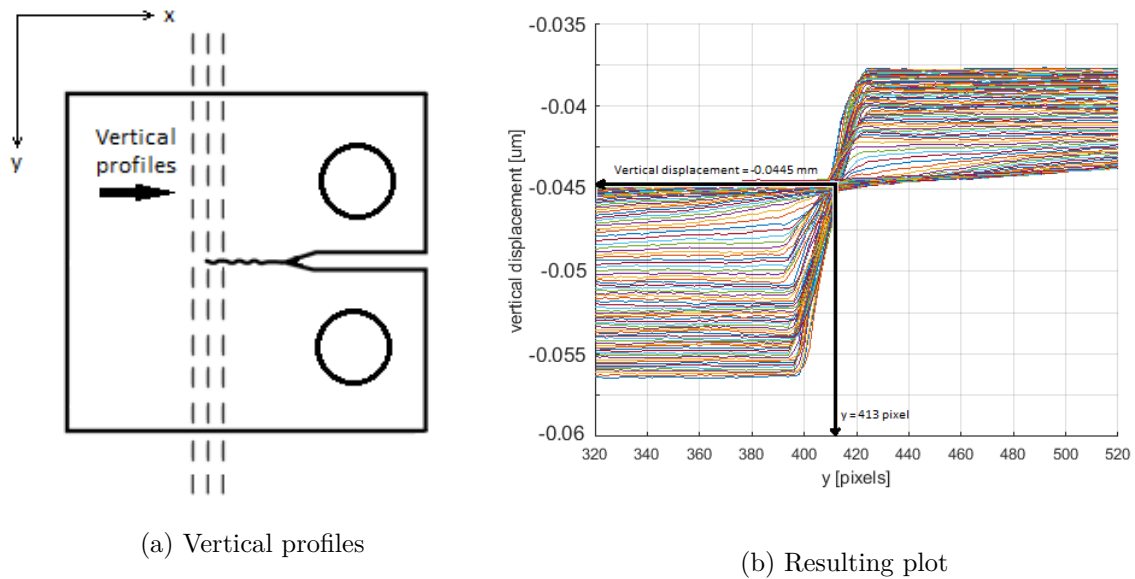 x
y
Vertical
profiles
(a) Vertical profiles
-0.035
-0.04
-0.045
-0.05
-0.055
-0.06
vertical displacement [um]
Vertical displacement =-0.0445 mm
y = 413 pixel
320 340 360 380 400 420 440 460 480 500 520
y [pixels]
(b) Resulting plot